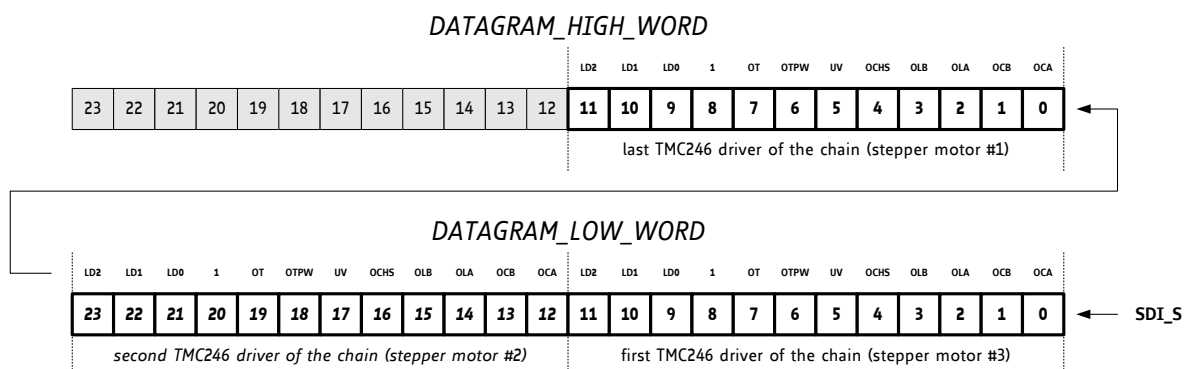 DATAGRAM_HIGH_WORD
LD2 LD1 LD0 1 OT OTPW UV OCHS OLB OLA OCB OCA
23 22 21 20 19 18 17 16 15 14 13 12 11 10 9 8 7 6 5 4 3 2 1 0
last TMC246 driver of the chain (stepper motor #1)
DATAGRAM_LOW_WORD
LD2 LD1 LD0 1 OT OTPW UV OCHS OLB OLA OCB OCA LD2 LD1 LD0 1 OT OTPW UV OCHS OLB OLA OCB OCA
23 22 21 20 19 18 17 16 15 14 13 12 11 10 9 8 7 6 5 4 3 2 1 0 SDI_S
second TMC246 driver of the chain (stepper motor #2) first TMC246 driver of the chain (stepper motor #3)